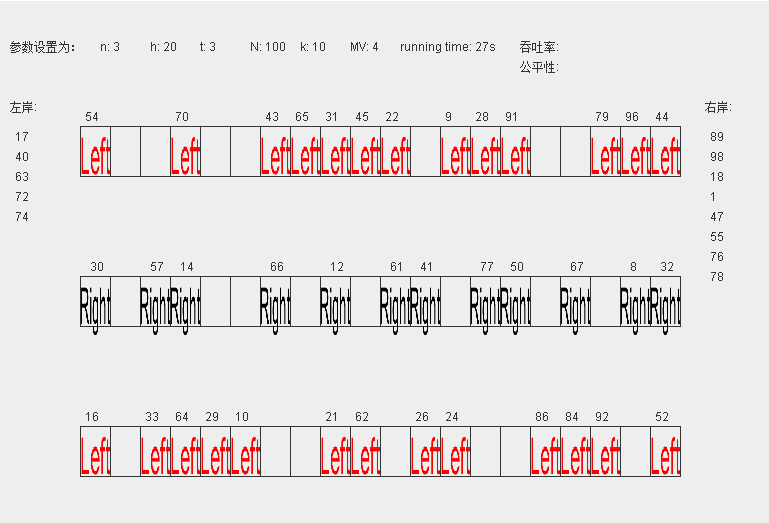 参数设置为: n: 3 h: 20 t: 3 N: 100 k: 10 MV: 4 running time: 27s 吞吐率:
公平性:
左岸: 右岸:
54 70 43 65 31 45 22 9 28 91 79 96 44
Left Left Left Left Left Left Left Left Left Left Left Left Left
17 89
40 98
63 18
72 1
74 47
55
76
78
30 57 14 66 12 61 41 77 50 67 8 32
Right Right Right Right Right Right Right Right Right Right Right Right
16 33 64 29 10 21 62 26 24 86 84 92 52
Left Left Left Left Left Left Left Left Left Left Left Left Left